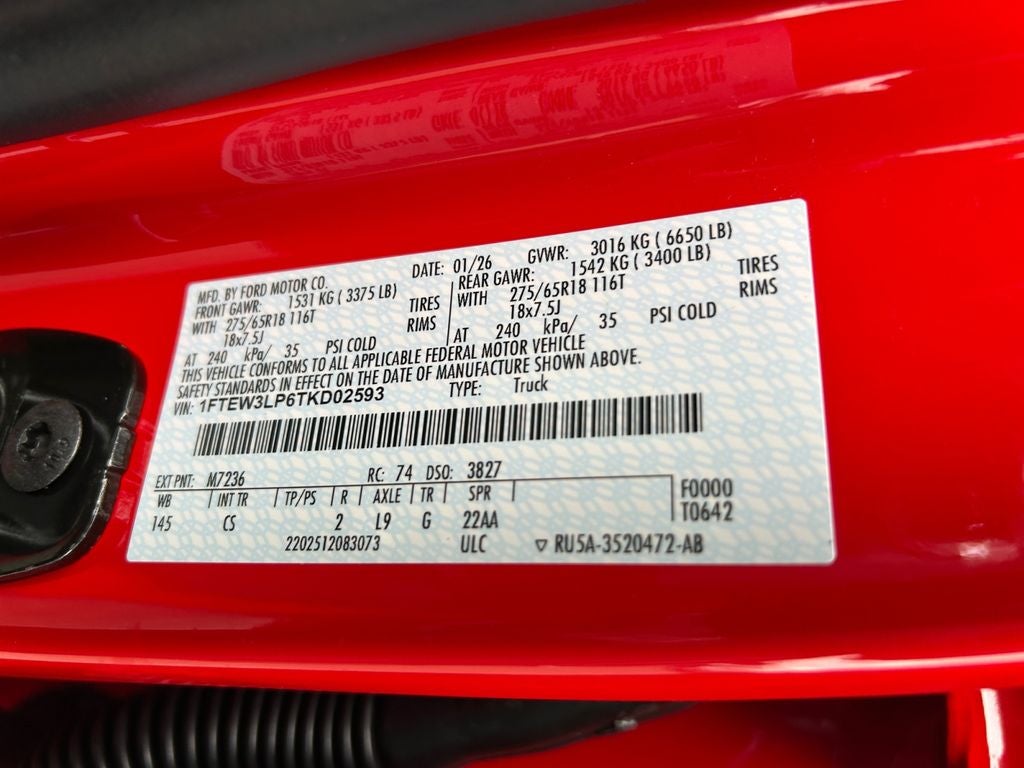 MFD. BY FORD MOTOR CO.
DATE: 01/26
GVWR: 3016 KG ( 6650 LB)
FRONT GAWR: 1531 KG ( 3375 LB)
REAR GAWR: 1542 KG ( 3400 LB)
WITH 275/65R18 116T TIRES
WITH 275/65R18 116T TIRES
18x7.5J RIMS
18x7.5J RIMS
AT 240 kPa/ 35 PSI COLD
AT 240 kPa/ 35 PSI COLD
THIS VEHICLE CONFORMS TO ALL APPLICABLE FEDERAL MOTOR VEHICLE
SAFETY STANDARDS IN EFFECT ON THE DATE OF MANUFACTURE SHOWN ABOVE.
VIN: 1FTEW3LP6TKD02593
TYPE: Truck
EXT PNT: M7236 RC: 74 DSO: 3827
WB INT TR TP/PS R AXLE TR SPR
145 CS 2 L9 G 22AA
F0000
T0642
2202512083073 ULC ▽ RU5A-3520472-AB